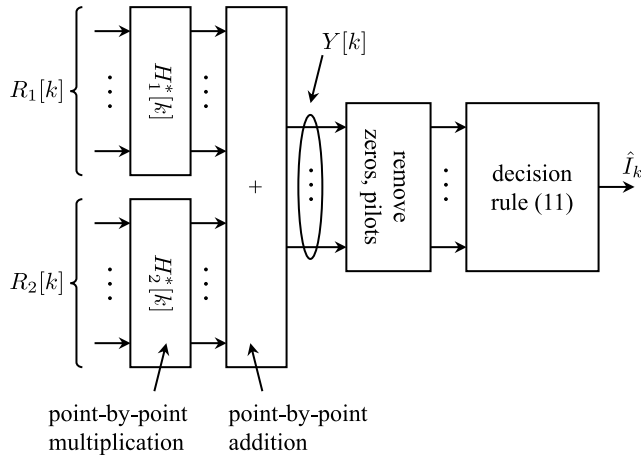 R₁[k]
H₁*[k]
Y[k]
remove
zeros, pilots
decision
rule (11)
Î_k
+
R₂[k]
H₂*[k]
point-by-point
multiplication
point-by-point
addition